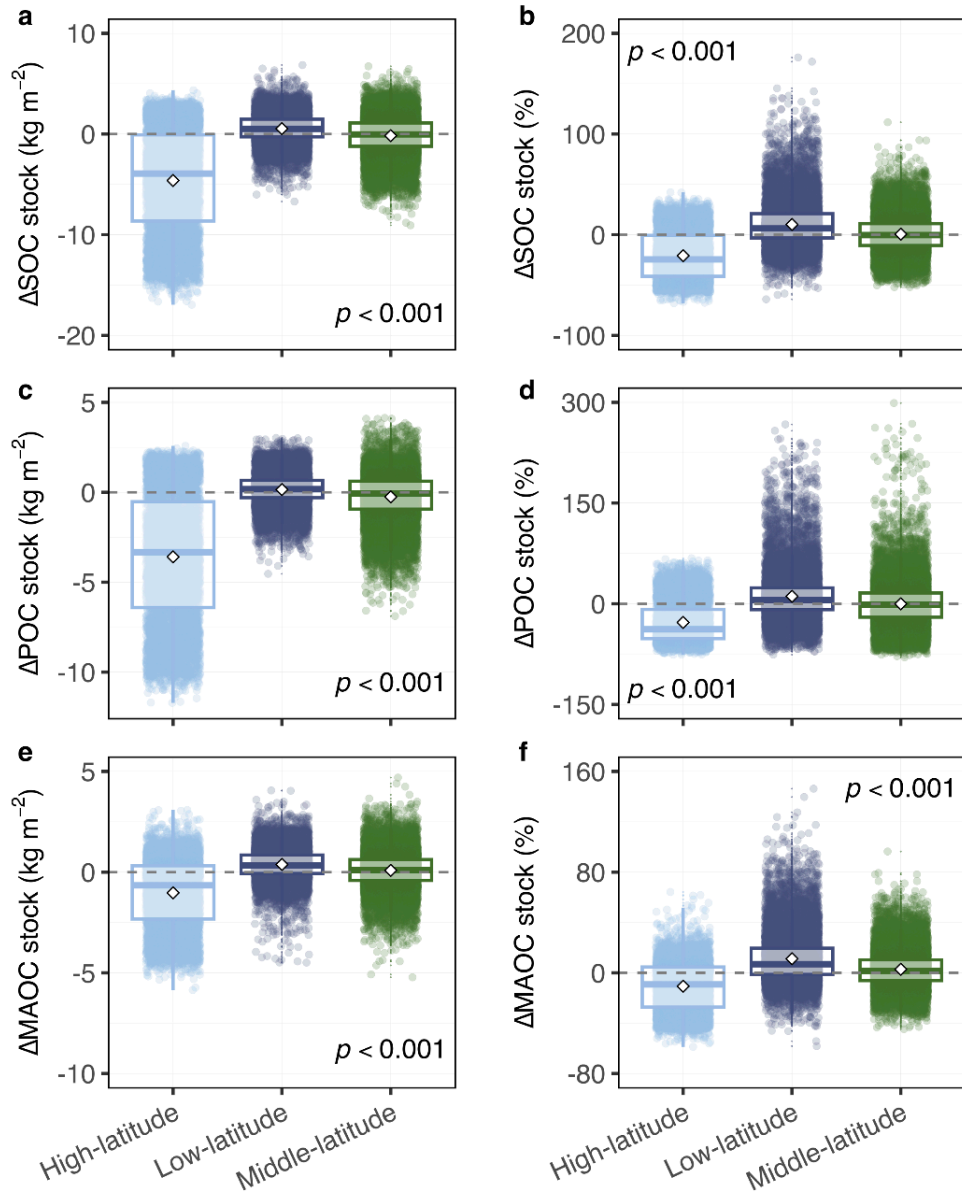 a
10
0
-10
-20
ΔSOC stock (kg m⁻²)
p < 0.001
b
200
100
0
-100
ΔSOC stock (%)
p < 0.001
c
5
0
-5
-10
ΔPOC stock (kg m⁻²)
p < 0.001
d
300
150
0
-150
ΔPOC stock (%)
p < 0.001
e
5
0
-5
-10
ΔMAOC stock (kg m⁻²)
p < 0.001
High-latitude
Low-latitude
Middle-latitude
f
160
80
0
-80
ΔMAOC stock (%)
p < 0.001
High-latitude
Low-latitude
Middle-latitude